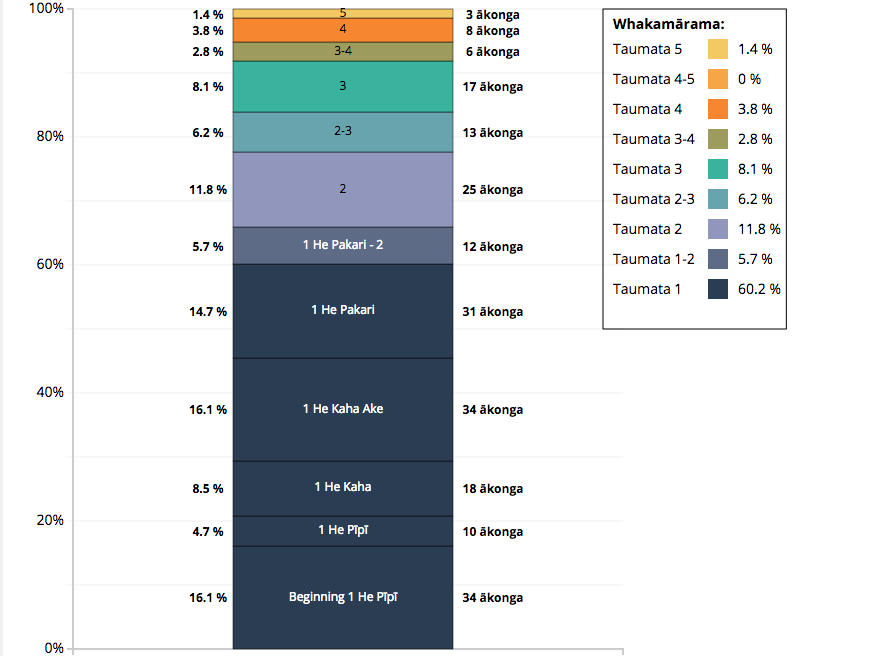 100%
1.4 % 5 3 ākonga
3.8 % 4 8 ākonga
2.8 % 3-4 6 ākonga
8.1 % 3 17 ākonga
80%
6.2 % 2-3 13 ākonga
11.8 % 2 25 ākonga
5.7 % 1 He Pakari - 2 12 ākonga
60%
14.7 % 1 He Pakari 31 ākonga
16.1 % 1 He Kaha Ake 34 ākonga
40%
8.5 % 1 He Kaha 18 ākonga
20%
4.7 % 1 He Pīpī 10 ākonga
16.1 % Beginning 1 He Pīpī 34 ākonga
0%
Whakamārama:
Taumata 5 1.4 %
Taumata 4-5 0 %
Taumata 4 3.8 %
Taumata 3-4 2.8 %
Taumata 3 8.1 %
Taumata 2-3 6.2 %
Taumata 2 11.8 %
Taumata 1-2 5.7 %
Taumata 1 60.2 %